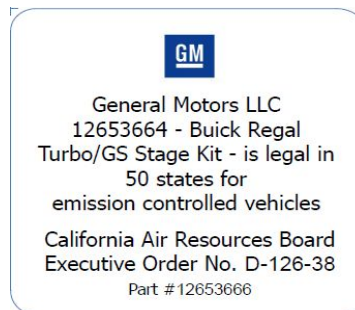 GM
General Motors LLC
12653664 - Buick Regal
Turbo/GS Stage Kit - is legal in
50 states for
emission controlled vehicles
California Air Resources Board
Executive Order No. D-126-38
Part #12653666